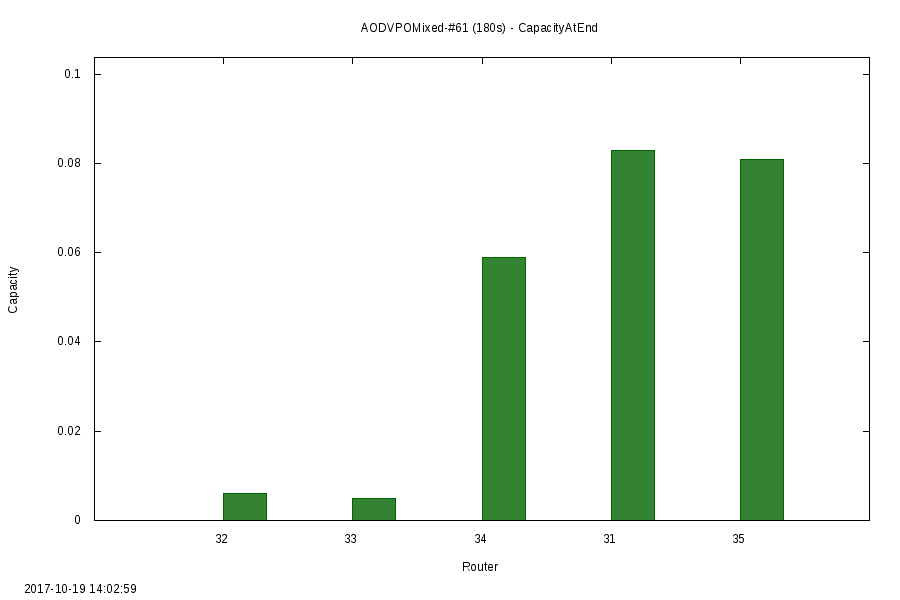 AODVPOMixed-#61 (180s) - CapacityAtEnd
0.1
0.08
0.06
0.04
0.02
0
Capacity
32 33 34 31 35
Router
2017-10-19 14:02:59